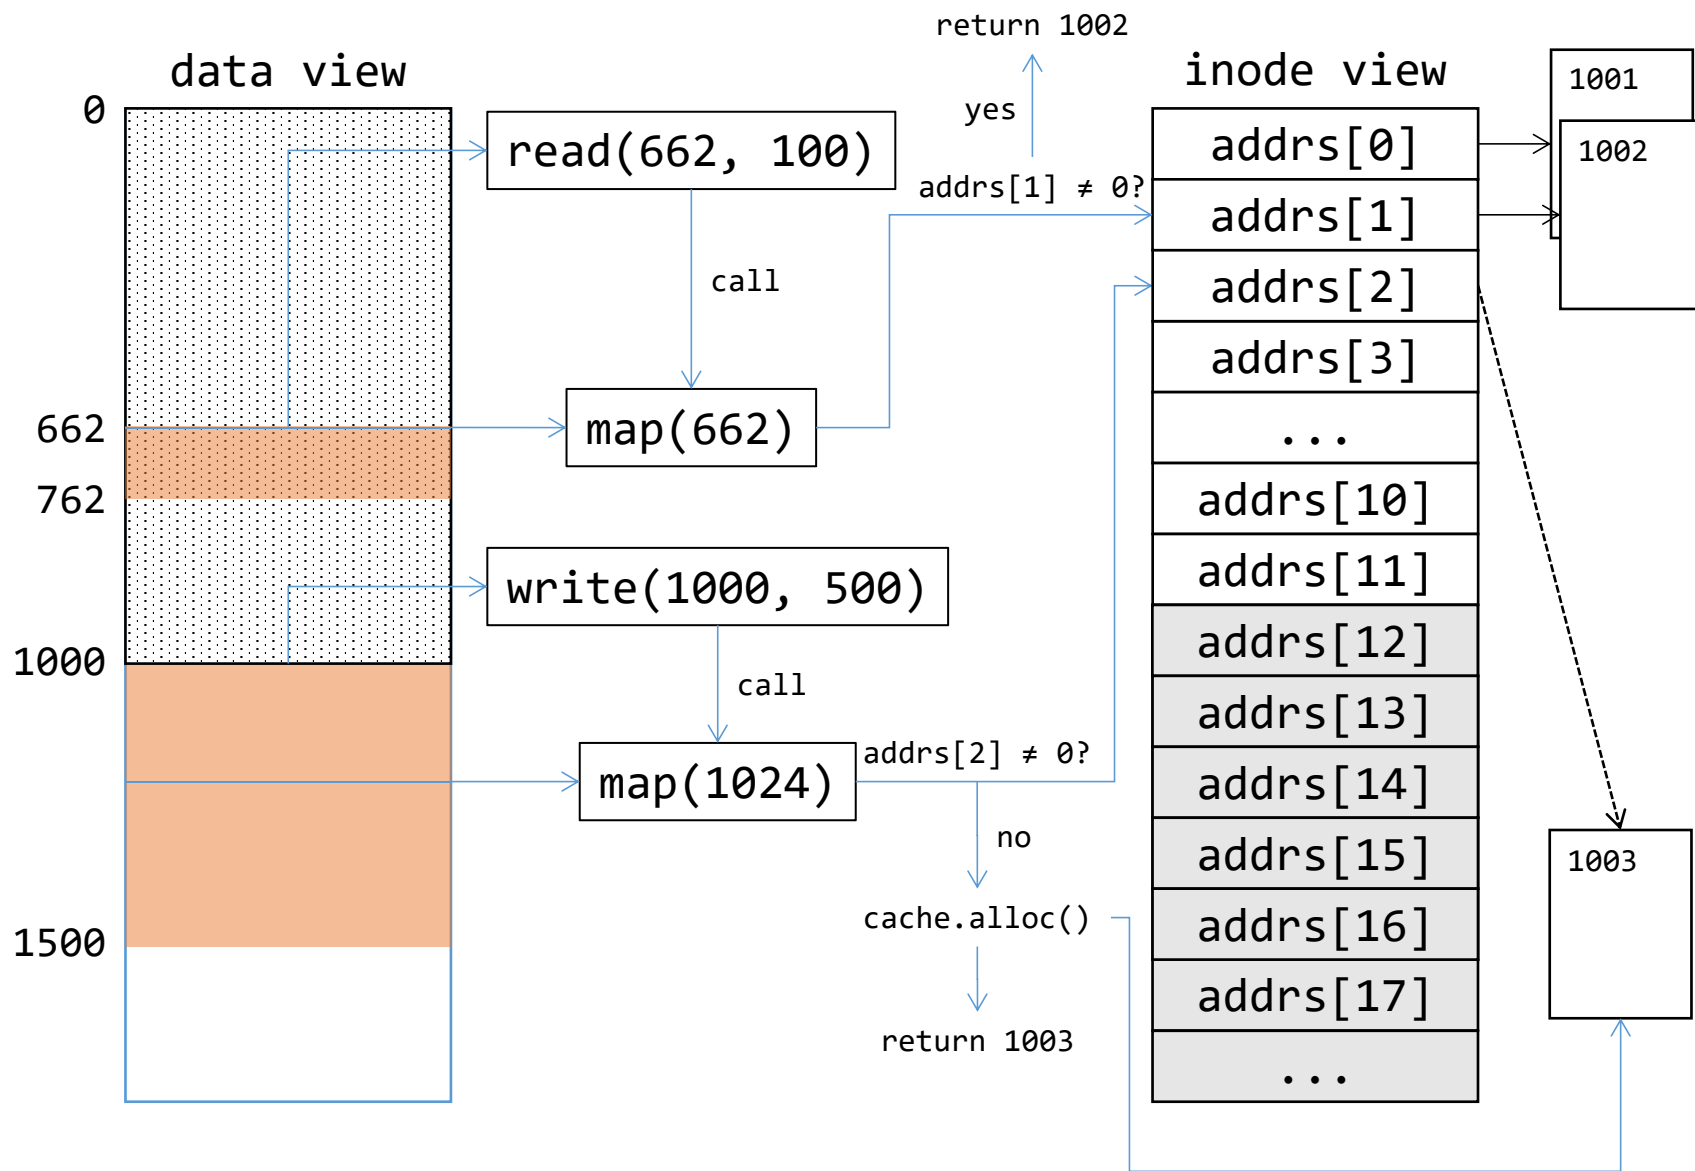 data view
0
662
762
1000
1500
read(662, 100)
call
map(662)
write(1000, 500)
call
map(1024)
return 1002
yes
addrs[1] ≠ 0?
addrs[2] ≠ 0?
no
cache.alloc()
return 1003
inode view
addrs[0]
addrs[1]
addrs[2]
addrs[3]
...
addrs[10]
addrs[11]
addrs[12]
addrs[13]
addrs[14]
addrs[15]
addrs[16]
addrs[17]
...
1001
1002
1003